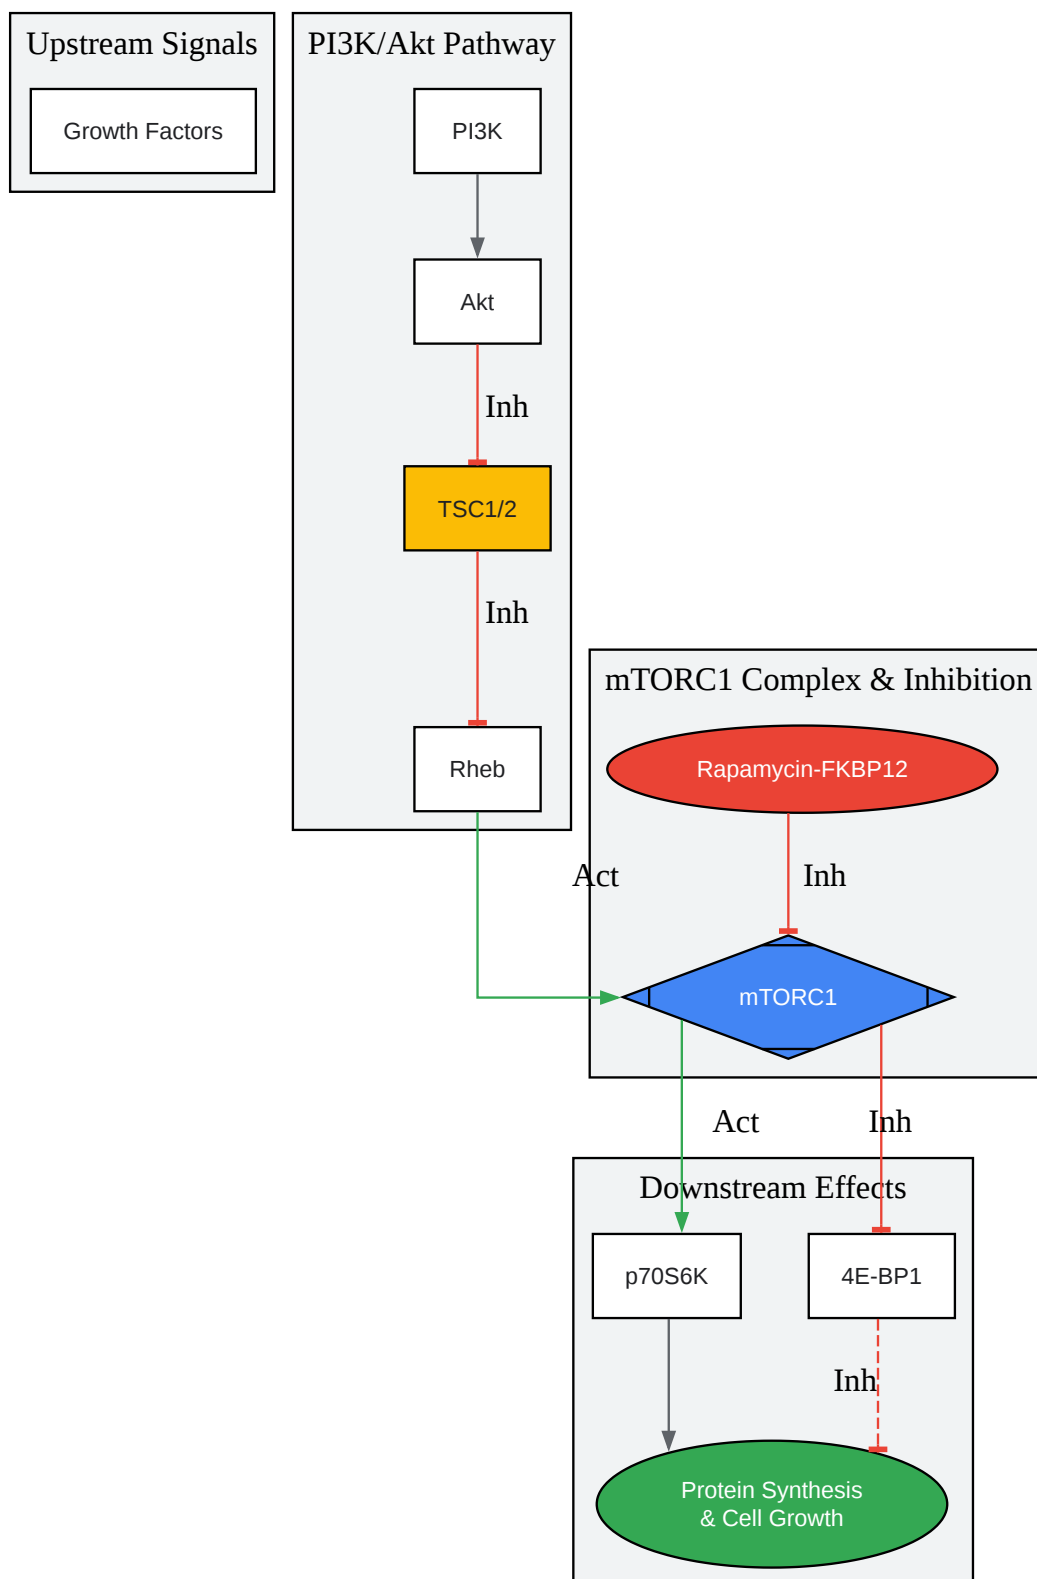 Upstream Signals
Growth Factors
PI3K/Akt Pathway
PI3K
Akt
Inh
TSC1/2
Inh
Rheb
mTORC1 Complex & Inhibition
Rapamycin-FKBP12
Act
Inh
mTORC1
Act
Inh
Downstream Effects
p70S6K
4E-BP1
Inh
Protein Synthesis
& Cell Growth